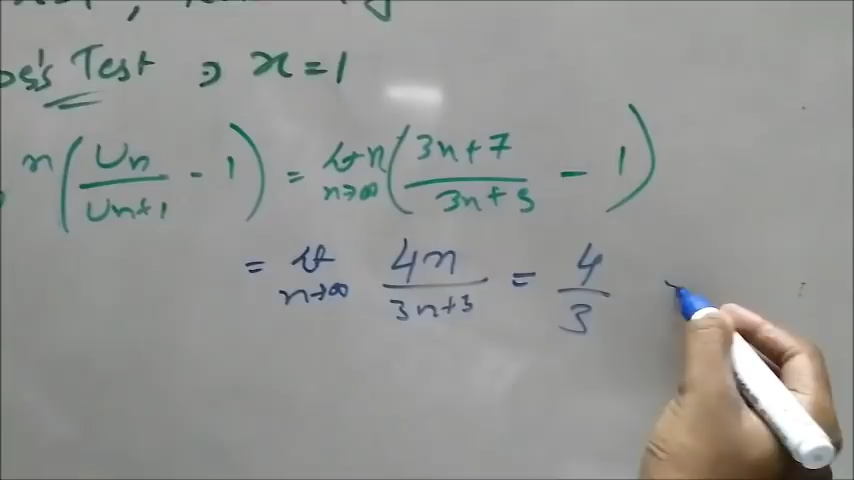 Test ⇒ x = 1
n ( Un / Un+1 - 1 ) = lt n→∞ n ( 3n+7 / 3n+3 - 1 )
= lt n→∞ 4n / 3n+3 = 4 / 3